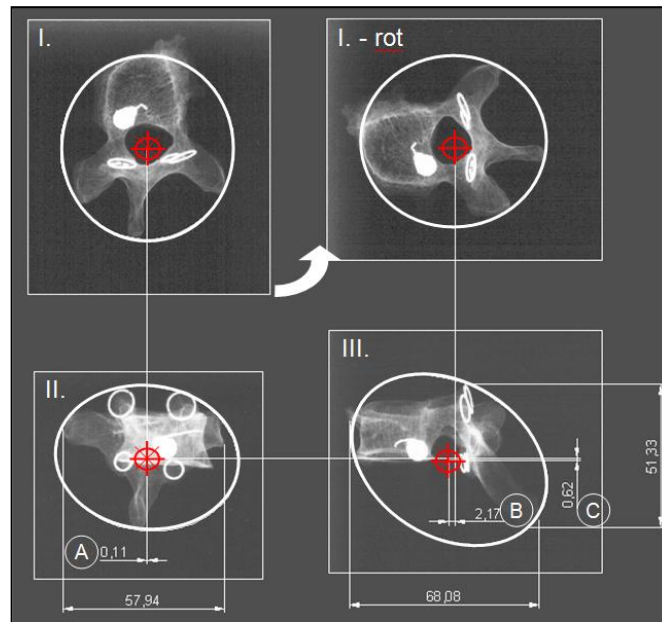 I.
I. - rot
II.
III.
A
0,11
57,94
2,17
B
C
0,62
51,33
68,08